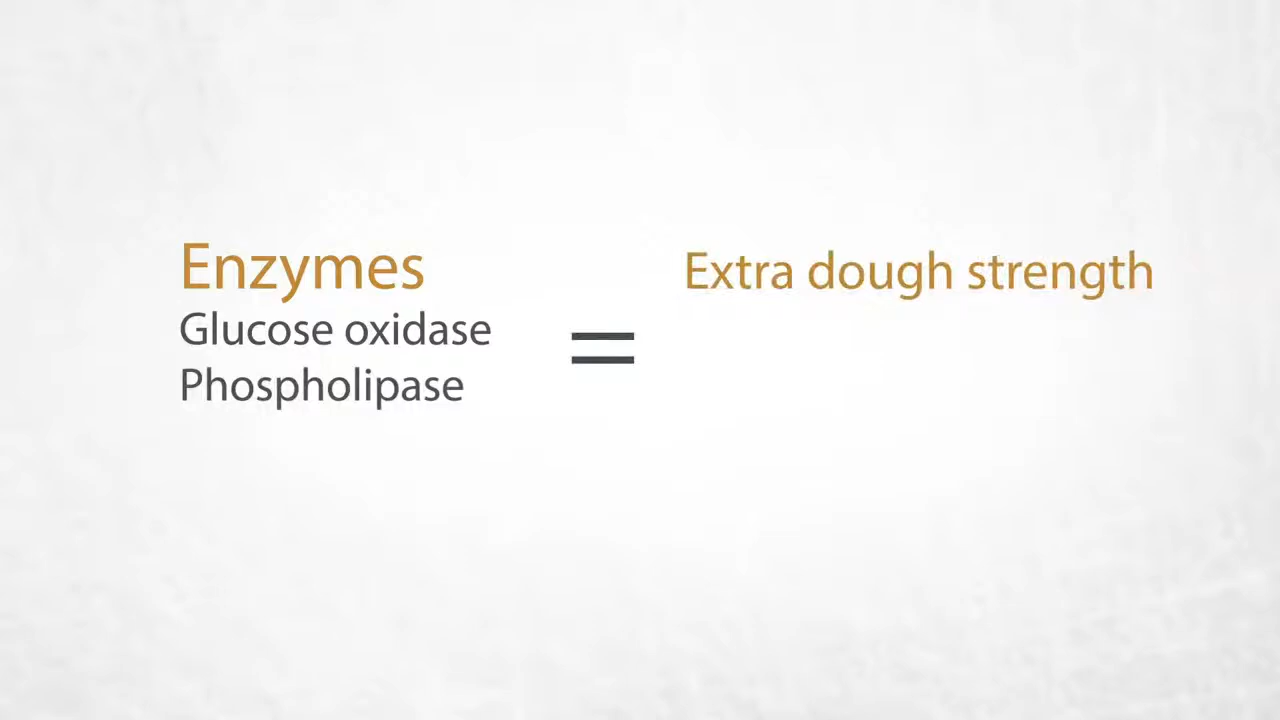 Enzymes
Glucose oxidase
Phospholipase
=
Extra dough strength